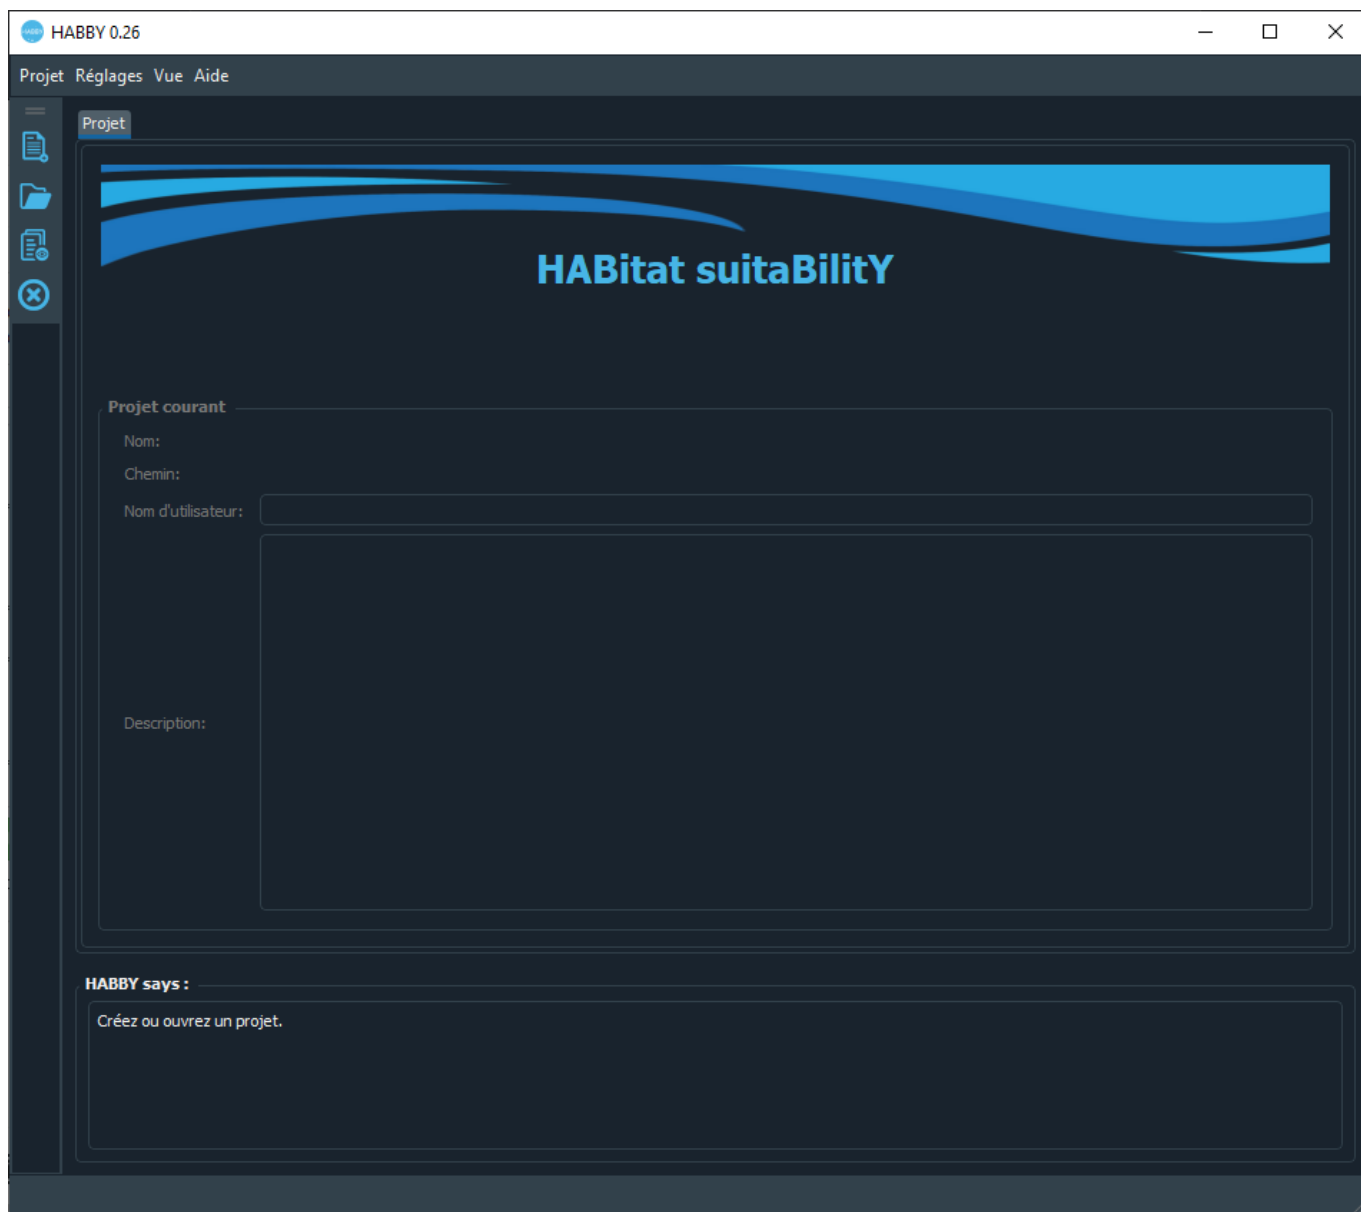 HABBY 0.26
Projet Réglages Vue Aide
Projet
HABitat suitaBilitY
Projet courant
Nom:
Chemin:
Nom d'utilisateur:
Description:
HABBY says :
Créez ou ouvrez un projet.